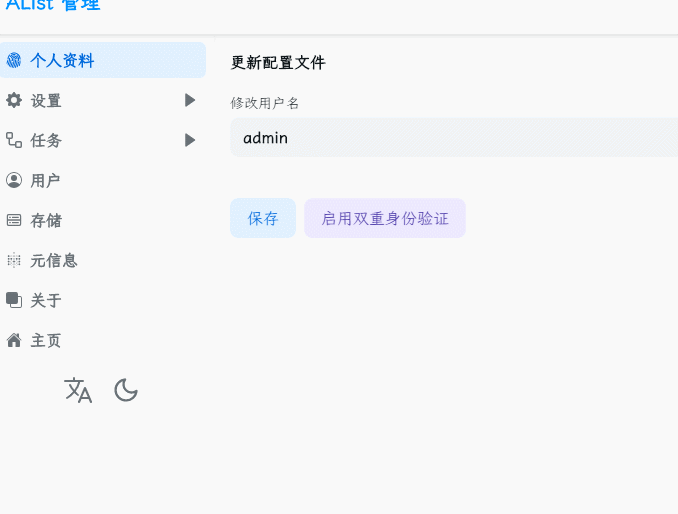 AList 管理
个人资料
设置
任务
用户
存储
元信息
关于
主页
更新配置文件
修改用户名
admin
保存
启用双重身份验证